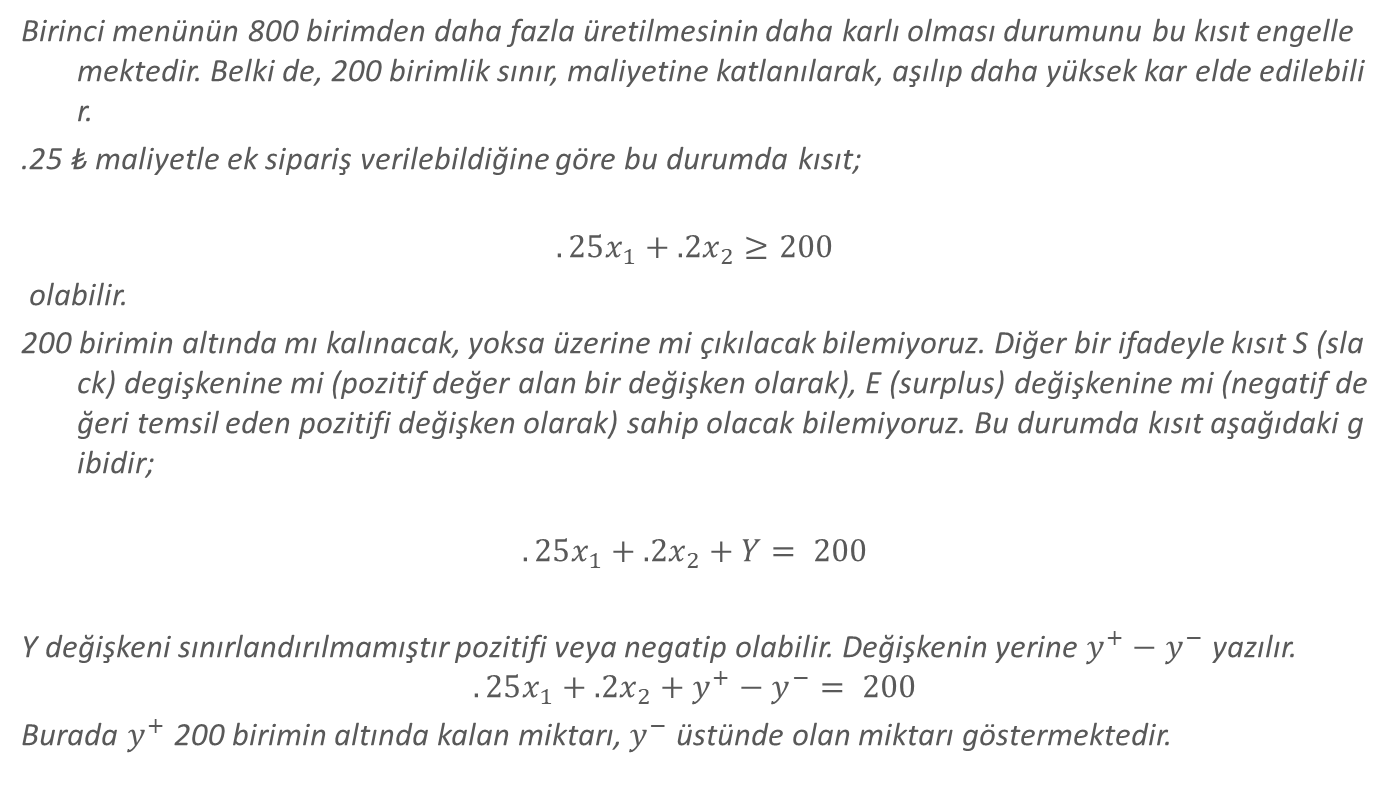 Birinci menünün 800 birimden daha fazla üretilmesinin daha karlı olması durumunu bu kısıt engelle
mektedir. Belki de, 200 birimlik sınır, maliyetine katlanılarak, aşılıp daha yüksek kar elde edilebili
r.
.25 ₺ maliyetle ek sipariş verilebildiğine göre bu durumda kısıt;
.25x₁ + .2x₂ ≥ 200
olabilir.
200 birimin altında mı kalınacak, yoksa üzerine mi çıkılacak bilemiyoruz. Diğer bir ifadeyle kısıt S (sla
ck) degişkenine mi (pozitif değer alan bir değişken olarak), E (surplus) değişkenine mi (negatif de
ğeri temsil eden pozitifi değişken olarak) sahip olacak bilemiyoruz. Bu durumda kısıt aşağıdaki g
ibidir;
.25x₁ + .2x₂ + Y = 200
Y değişkeni sınırlandırılmamıştır pozitifi veya negatip olabilir. Değişkenin yerine y⁺ − y⁻ yazılır.
.25x₁ + .2x₂ + y⁺ − y⁻ = 200
Burada y⁺ 200 birimin altında kalan miktarı, y⁻ üstünde olan miktarı göstermektedir.